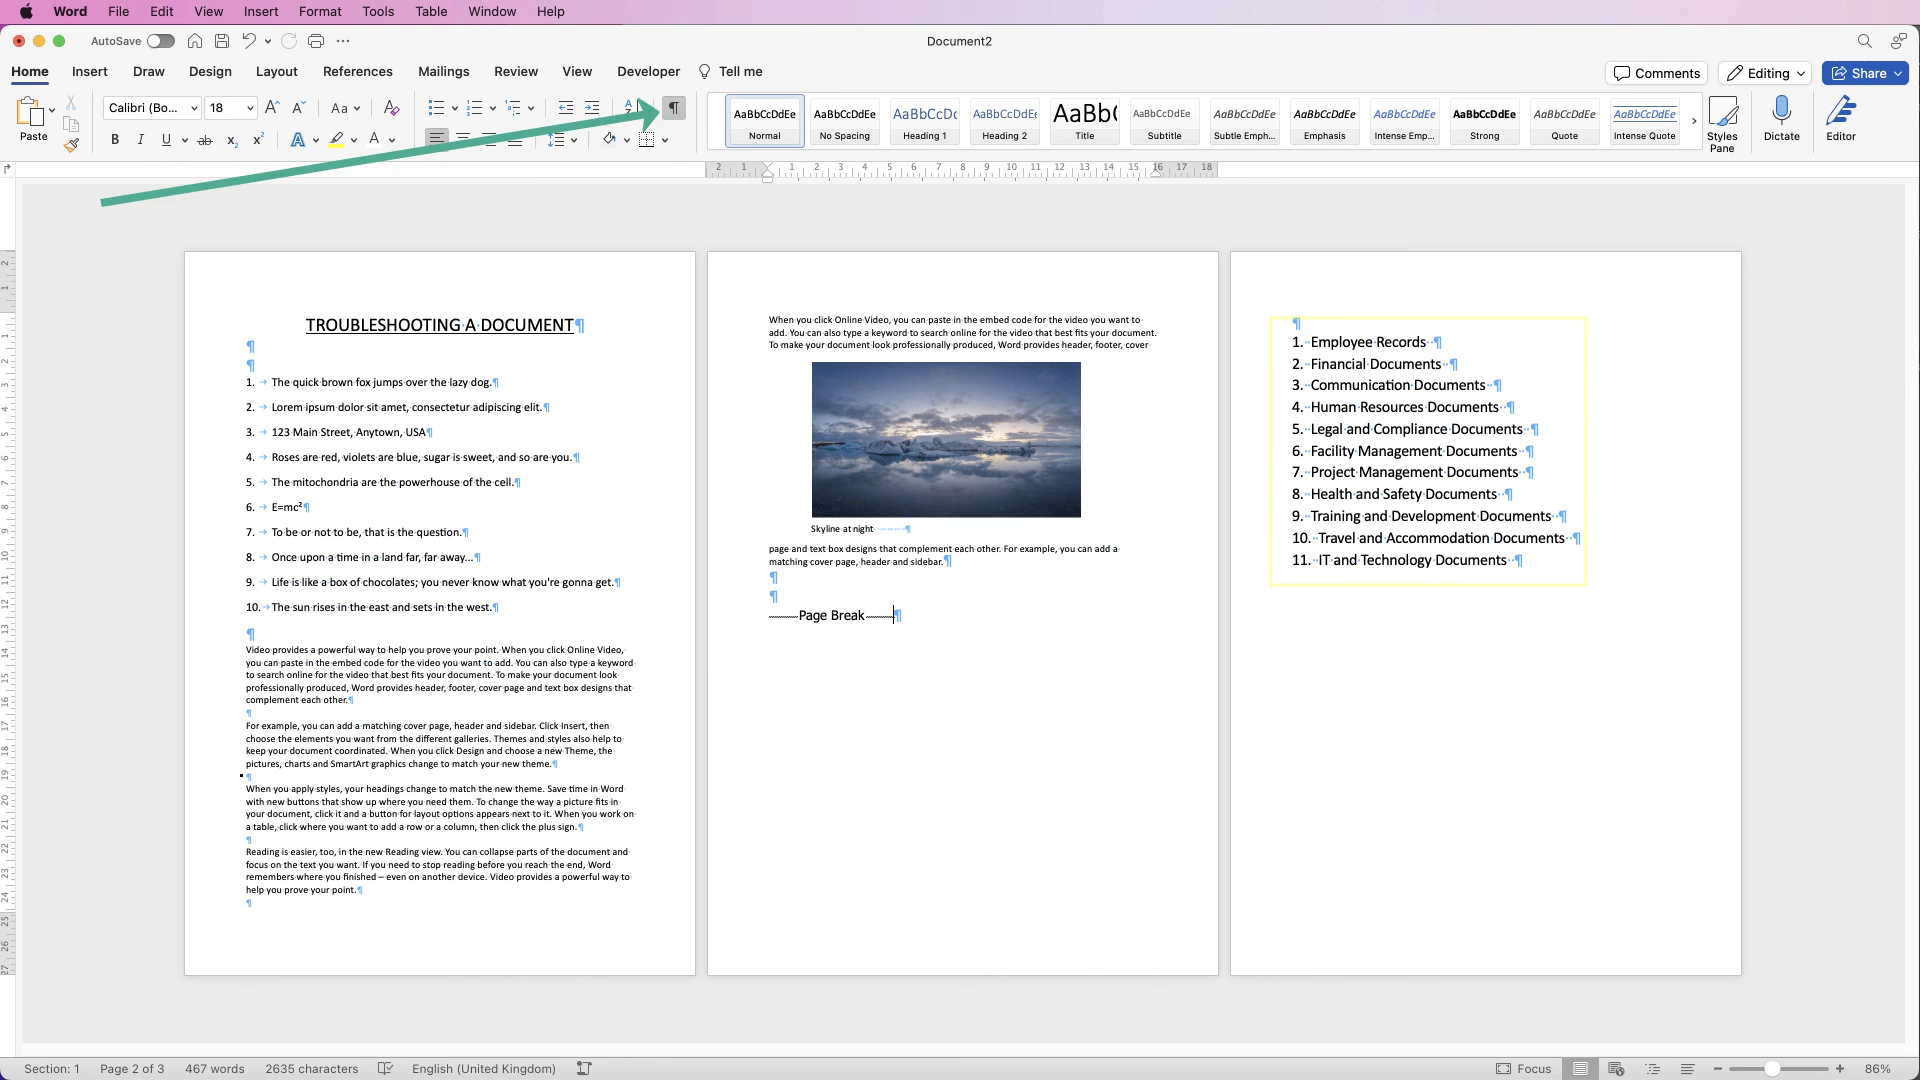 Word File Edit View Insert Format Tools Table Window Help
AutoSave
Document2
Home Insert Draw Design Layout References Mailings Review View Developer Tell me
Comments Editing Share
Paste
Calibri (Bo... 18
Normal No Spacing Heading 1 Heading 2 Title Subtitle Subtle Emph... Emphasis Intense Emp... Strong Quote Intense Quote
Styles Pane
Dictate
Editor
TROUBLESHOOTING A DOCUMENT¶
¶
¶
1. → The quick brown fox jumps over the lazy dog.¶
2. → Lorem ipsum dolor sit amet, consectetur adipiscing elit.¶
3. → 123 Main Street, Anytown, USA¶
4. → Roses are red, violets are blue, sugar is sweet, and so are you.¶
5. → The mitochondria are the powerhouse of the cell.¶
6. → E=mc²¶
7. → To be or not to be, that is the question.¶
8. → Once upon a time in a land far, far away...¶
9. → Life is like a box of chocolates; you never know what you're gonna get.¶
10. → The sun rises in the east and sets in the west.¶
¶
Video provides a powerful way to help you prove your point. When you click Online Video,
you can paste in the embed code for the video you want to add. You can also type a keyword
to search online for the video that best fits your document. To make your document look
professionally produced, Word provides header, footer, cover page and text box designs that
complement each other.¶
¶
For example, you can add a matching cover page, header and sidebar. Click Insert, then
choose the elements you want from the different galleries. Themes and styles also help to
keep your document coordinated. When you click Design and choose a new Theme, the
pictures, charts and SmartArt graphics change to match your new theme.¶
¶
When you apply styles, your headings change to match the new theme. Save time in Word
with new buttons that show up where you need them. To change the way a picture fits in
your document, click it and a button for layout options appears next to it. When you work on
a table, click where you want to add a row or a column, then click the plus sign.¶
¶
Reading is easier, too, in the new Reading view. You can collapse parts of the document and
focus on the text you want. If you need to stop reading before you reach the end, Word
remembers where you finished – even on another device. Video provides a powerful way to
help you prove your point.¶
¶
When you click Online Video, you can paste in the embed code for the video you want to
add. You can also type a keyword to search online for the video that best fits your document.
To make your document look professionally produced, Word provides header, footer, cover
Skyline at night ¶
page and text box designs that complement each other. For example, you can add a
matching cover page, header and sidebar.¶
¶
¶
Page Break¶
¶
1. Employee Records ¶
2. Financial Documents ¶
3. Communication Documents ¶
4. Human Resources Documents ¶
5. Legal and Compliance Documents ¶
6. Facility Management Documents ¶
7. Project Management Documents ¶
8. Health and Safety Documents ¶
9. Training and Development Documents ¶
10. Travel and Accommodation Documents ¶
11. IT and Technology Documents ¶
Section: 1 Page 2 of 3 467 words 2635 characters English (United Kingdom) Focus 86%